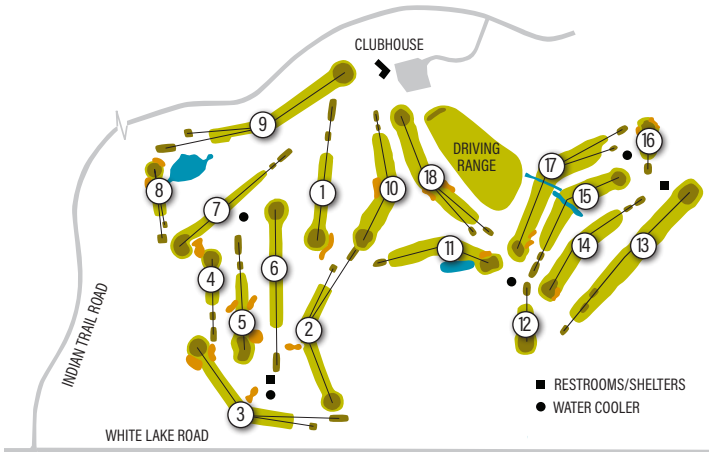 CLUBHOUSE
9
16
DRIVING
RANGE
17
8
1
10
18
7
15
6
11
14
13
4
5
2
12
INDIAN TRAIL ROAD
3
RESTROOMS/SHELTERS
WATER COOLER
WHITE LAKE ROAD